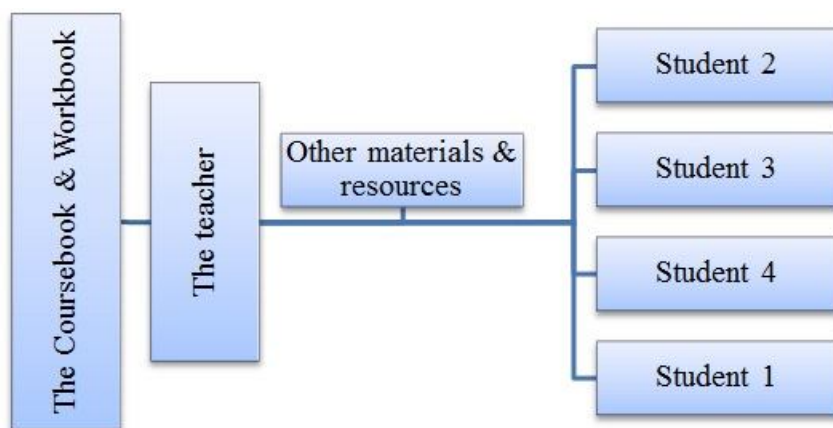 The Coursebook & Workbook
The teacher
Other materials &
resources
Student 2
Student 3
Student 4
Student 1